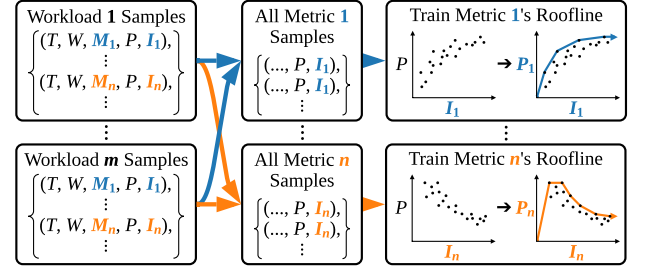 Workload 1 Samples
(T, W, M1, P, I1),
⋮
(T, W, Mn, P, In),
⋮
⋮
Workload m Samples
(T, W, M1, P, I1),
⋮
(T, W, Mn, P, In),
⋮
All Metric 1
Samples
(..., P, I1),
(..., P, I1),
⋮
⋮
All Metric n
Samples
(..., P, In),
(..., P, In),
⋮
Train Metric 1's Roofline
P
I1
➔
P1
I1
⋮
Train Metric n's Roofline
P
In
➔
Pn
In